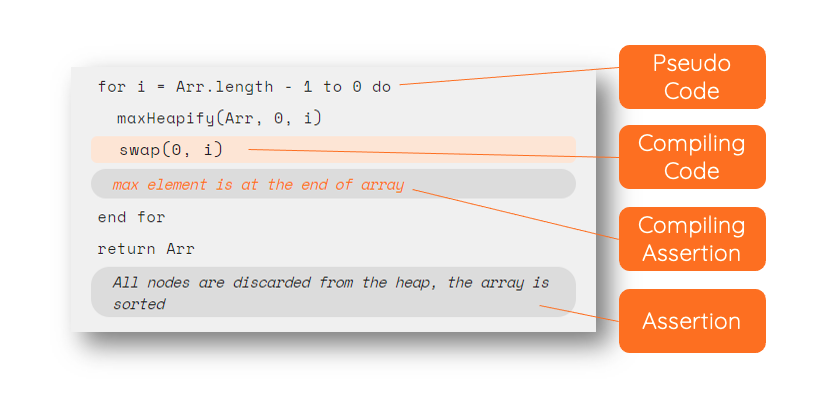 for i = Arr.length - 1 to 0 do
maxHeapify(Arr, 0, i)
swap(0, i)
max element is at the end of array
end for
return Arr
All nodes are discarded from the heap, the array is
sorted
Pseudo
Code
Compiling
Code
Compiling
Assertion
Assertion